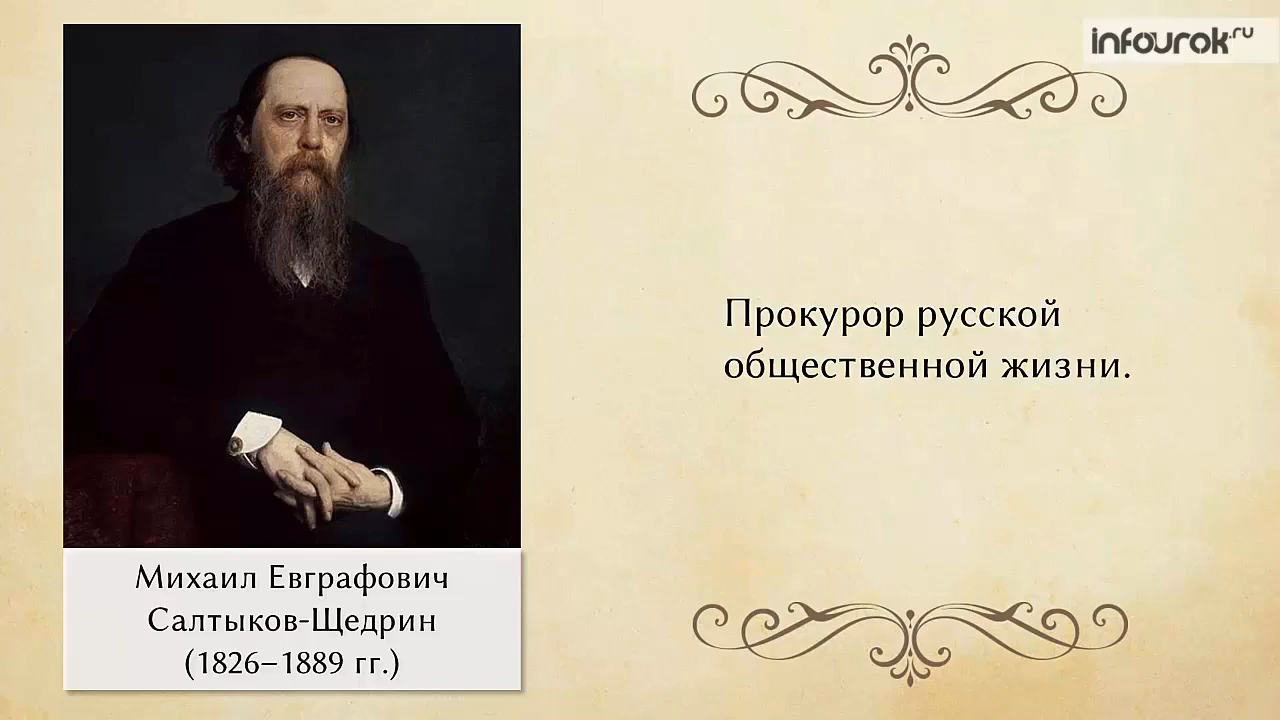 infourok.ru
Прокурор русской
общественной жизни.
Михаил Евграфович
Салтыков-Щедрин
(1826–1889 гг.)